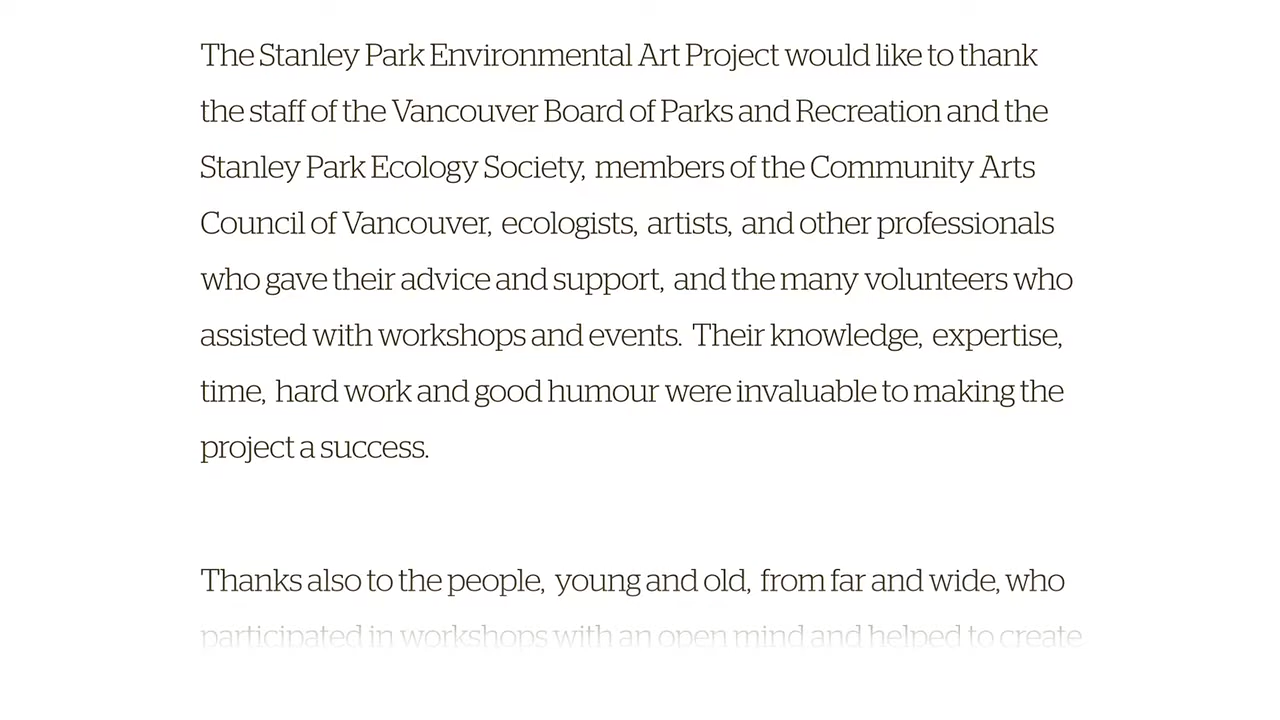 The Stanley Park Environmental Art Project would like to thank
the staff of the Vancouver Board of Parks and Recreation and the
Stanley Park Ecology Society, members of the Community Arts
Council of Vancouver, ecologists, artists, and other professionals
who gave their advice and support, and the many volunteers who
assisted with workshops and events. Their knowledge, expertise,
time, hard work and good humour were invaluable to making the
project a success.
Thanks also to the people, young and old, from far and wide, who
participated in workshops with an open mind and helped to create